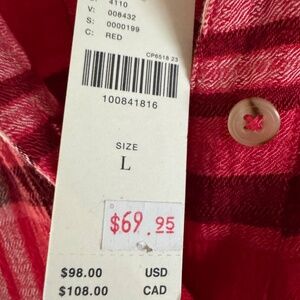 4110
V: 008432
S: 0000199
C: RED
CP6518 23
100841816
SIZE
L
$69.95
$98.00 USD
$108.00 CAD